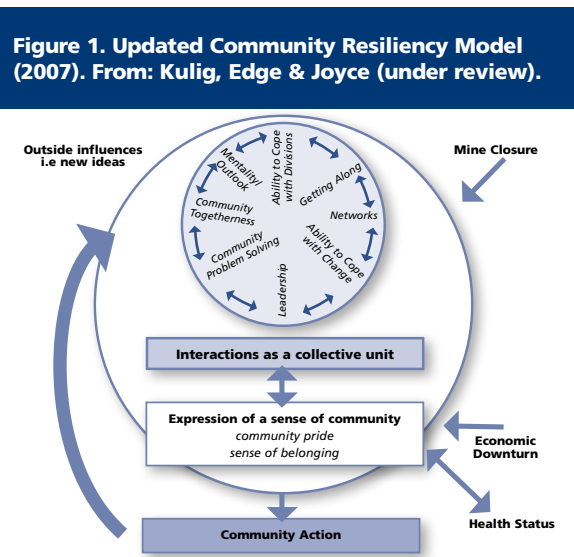 Figure 1. Updated Community Resiliency Model
(2007). From: Kulig, Edge & Joyce (under review).
Outside influences
i.e new ideas
Mine Closure
Mentality/
Outlook
Ability to Cope
with Divisions
Getting Along
Networks
Ability to Cope
with Change
Leadership
Community
Problem Solving
Community
Togetherness
Interactions as a collective unit
Expression of a sense of community
community pride
sense of belonging
Economic
Downturn
Health Status
Community Action